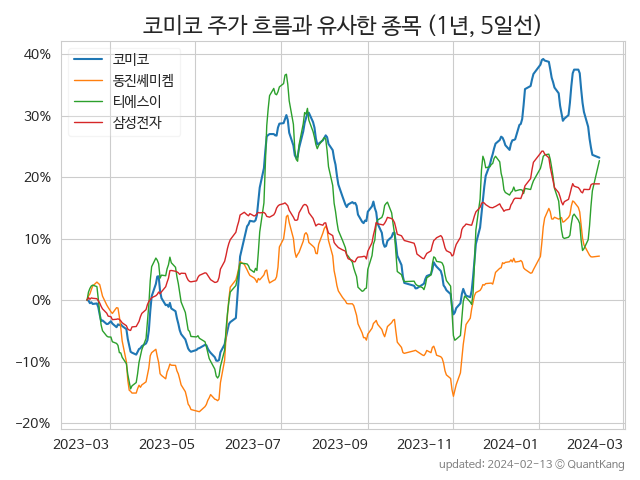 코미코 주가 흐름과 유사한 종목 (1년, 5일선)
코미코
동진쎄미켐
티에스이
삼성전자
40%
30%
20%
10%
0%
−10%
−20%
2023-03 2023-05 2023-07 2023-09 2023-11 2024-01 2024-03
updated: 2024-02-13 © QuantKang